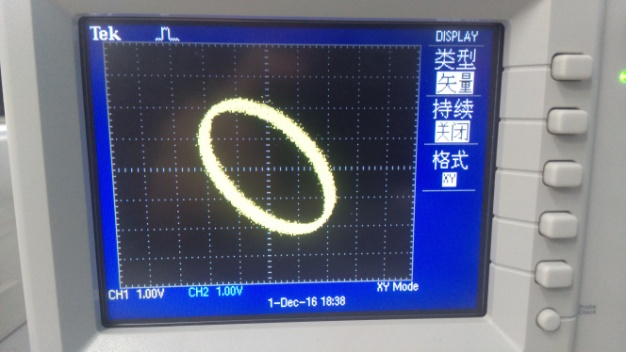 Tek
DISPLAY
类型
矢量
持续
关闭
格式
XY
CH1 1.00V
CH2 1.00V
XY Mode
1-Dec-16 18:38